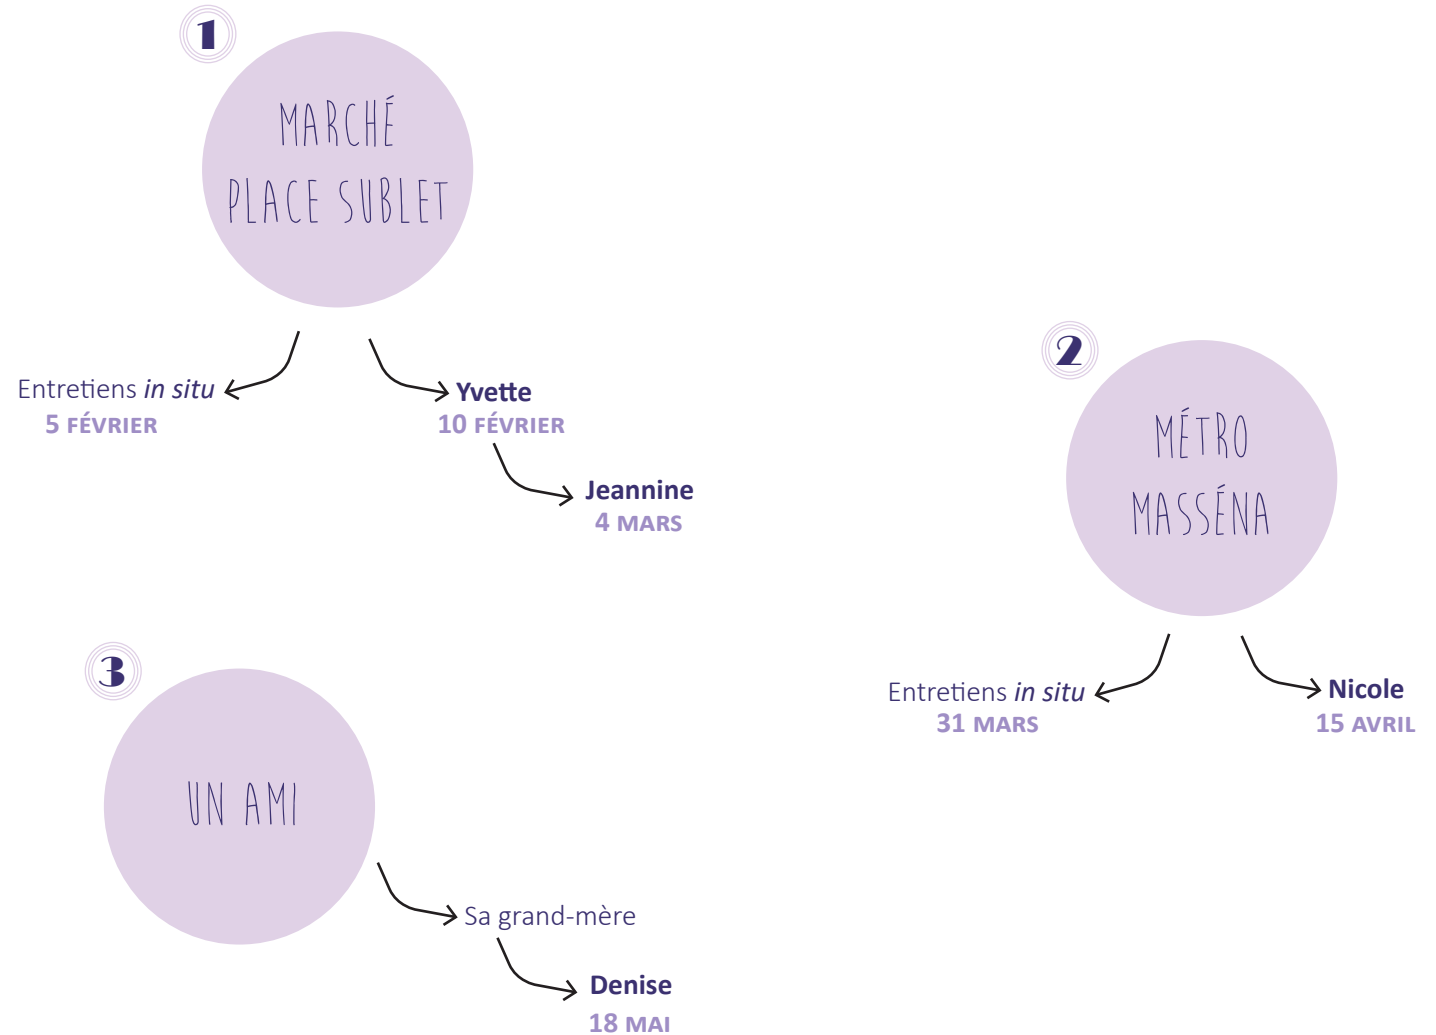 1
MARCHÉ
PLACE SUBLET
Entretiens in situ
5 FÉVRIER
Yvette
10 FÉVRIER
Jeannine
4 MARS
2
MÉTRO
MASSÉNA
Entretiens in situ
31 MARS
Nicole
15 AVRIL
3
UN AMI
Sa grand-mère
Denise
18 MAI